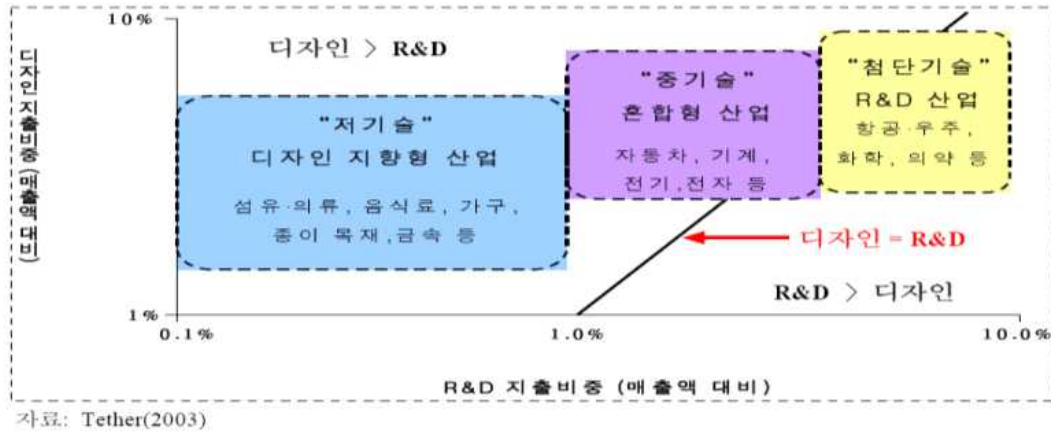 10%
디자인 > R&D
디자인 지출비중(매출액 대비)
"저기술"
디자인 지향형 산업
섬유·의류, 음식료, 가구,
종이 목재,금속 등
"중기술"
혼합형 산업
자동차, 기계,
전기,전자 등
"첨단기술"
R&D 산업
항공·우주,
화학, 의약 등
디자인 = R&D
R&D > 디자인
1%
0.1%
1.0%
10.0%
R&D 지출비중 (매출액 대비)
자료: Tether(2003)